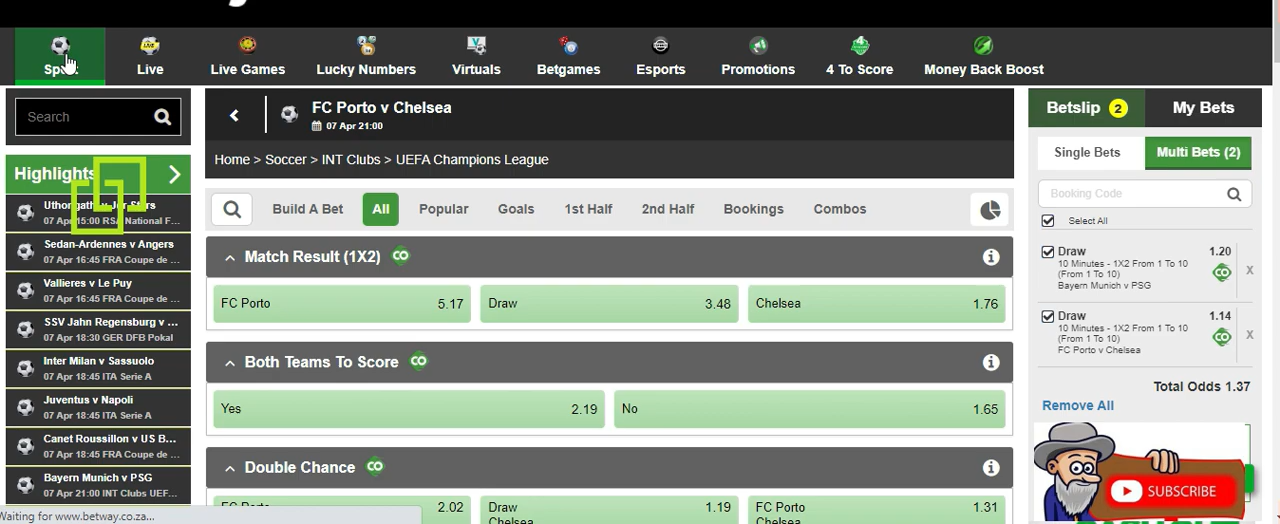 Sport
Live
Live Games
Lucky Numbers
Virtuals
Betgames
Esports
Promotions
4 To Score
Money Back Boost
Search
FC Porto v Chelsea
07 Apr 21:00
Home > Soccer > INT Clubs > UEFA Champions League
Betslip 2
My Bets
Single Bets
Multi Bets (2)
Booking Code
Select All
Draw 1.20
10 Minutes - 1X2 From 1 To 10
(From 1 To 10)
Bayern Munich v PSG
X
Draw 1.14
10 Minutes - 1X2 From 1 To 10
(From 1 To 10)
FC Porto v Chelsea
X
Total Odds 1.37
Remove All
SUBSCRIBE
Highlights
07 Apr 15:00 RSA National F...
Sedan-Ardennes v Angers
07 Apr 16:45 FRA Coupe de ...
Vallieres v Le Puy
07 Apr 16:45 FRA Coupe de ...
SSV Jahn Regensburg v ...
07 Apr 18:30 GER DFB Pokal
Inter Milan v Sassuolo
07 Apr 18:45 ITA Serie A
Juventus v Napoli
07 Apr 18:45 ITA Serie A
Canet Roussillon v US B...
07 Apr 18:45 FRA Coupe de ...
Bayern Munich v PSG
07 Apr 21:00 INT Clubs UEF...
Build A Bet
All
Popular
Goals
1st Half
2nd Half
Bookings
Combos
Match Result (1X2)
FC Porto 5.17
Draw 3.48
Chelsea 1.76
Both Teams To Score
Yes 2.19
No 1.65
Double Chance
FC Porto 2.02
Draw 1.19
Chelsea
FC Porto 1.31
Chelsea
Waiting for www.betway.co.za...